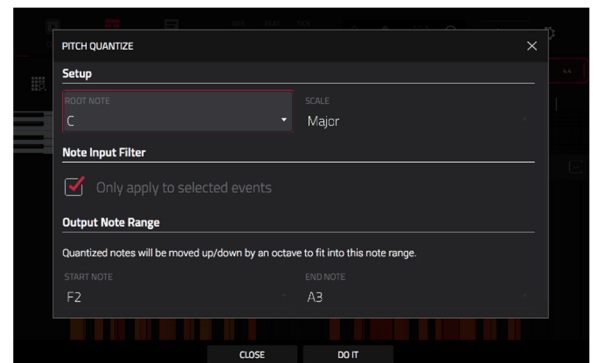 PITCH QUANTIZE
Setup
ROOT NOTE SCALE
C Major
Note Input Filter
Only apply to selected events
Output Note Range
Quantized notes will be moved up/down by an octave to fit into this note range.
START NOTE END NOTE
F2 A3
CLOSE DO IT